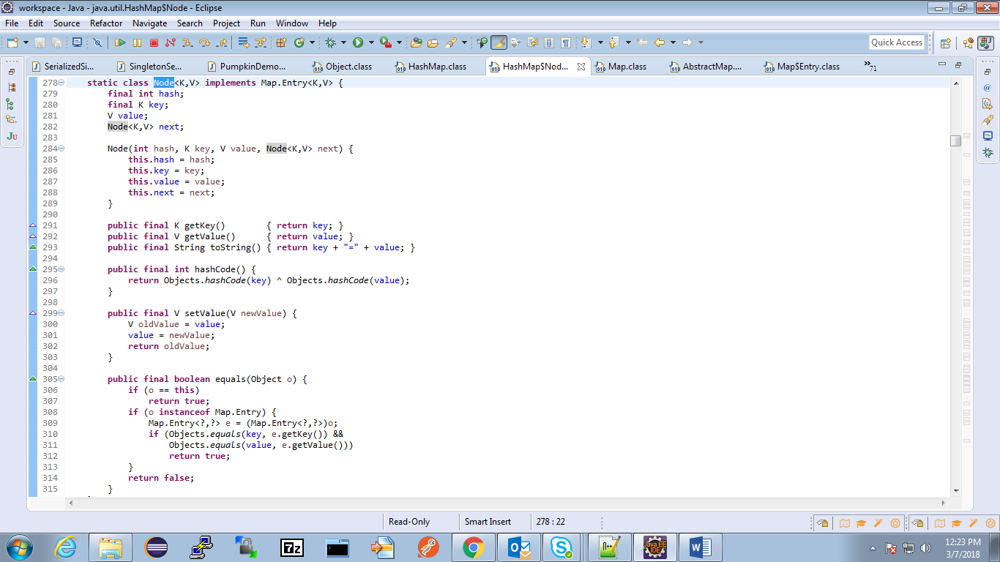 workspace - Java - java.util.HashMap$Node - Eclipse
File Edit Source Refactor Navigate Search Project Run Window Help
Quick Access
SerializedSi... SingletonSe... PumpkinDemo... Object.class HashMap.class HashMap$Nod... Map.class AbstractMap.... Map$Entry.class »71
278 static class Node<K,V> implements Map.Entry<K,V> {
279 final int hash;
280 final K key;
281 V value;
282 Node<K,V> next;
283
284 Node(int hash, K key, V value, Node<K,V> next) {
285 this.hash = hash;
286 this.key = key;
287 this.value = value;
288 this.next = next;
289 }
290
291 public final K getKey() { return key; }
292 public final V getValue() { return value; }
293 public final String toString() { return key + "=" + value; }
294
295 public final int hashCode() {
296 return Objects.hashCode(key) ^ Objects.hashCode(value);
297 }
298
299 public final V setValue(V newValue) {
300 V oldValue = value;
301 value = newValue;
302 return oldValue;
303 }
304
305 public final boolean equals(Object o) {
306 if (o == this)
307 return true;
308 if (o instanceof Map.Entry) {
309 Map.Entry<?,?> e = (Map.Entry<?,?>)o;
310 if (Objects.equals(key, e.getKey()) &&
311 Objects.equals(value, e.getValue()))
312 return true;
313 }
314 return false;
315 }
Read-Only Smart Insert 278 : 22
7z
Java EE
IDE
12:23 PM
3/7/2018